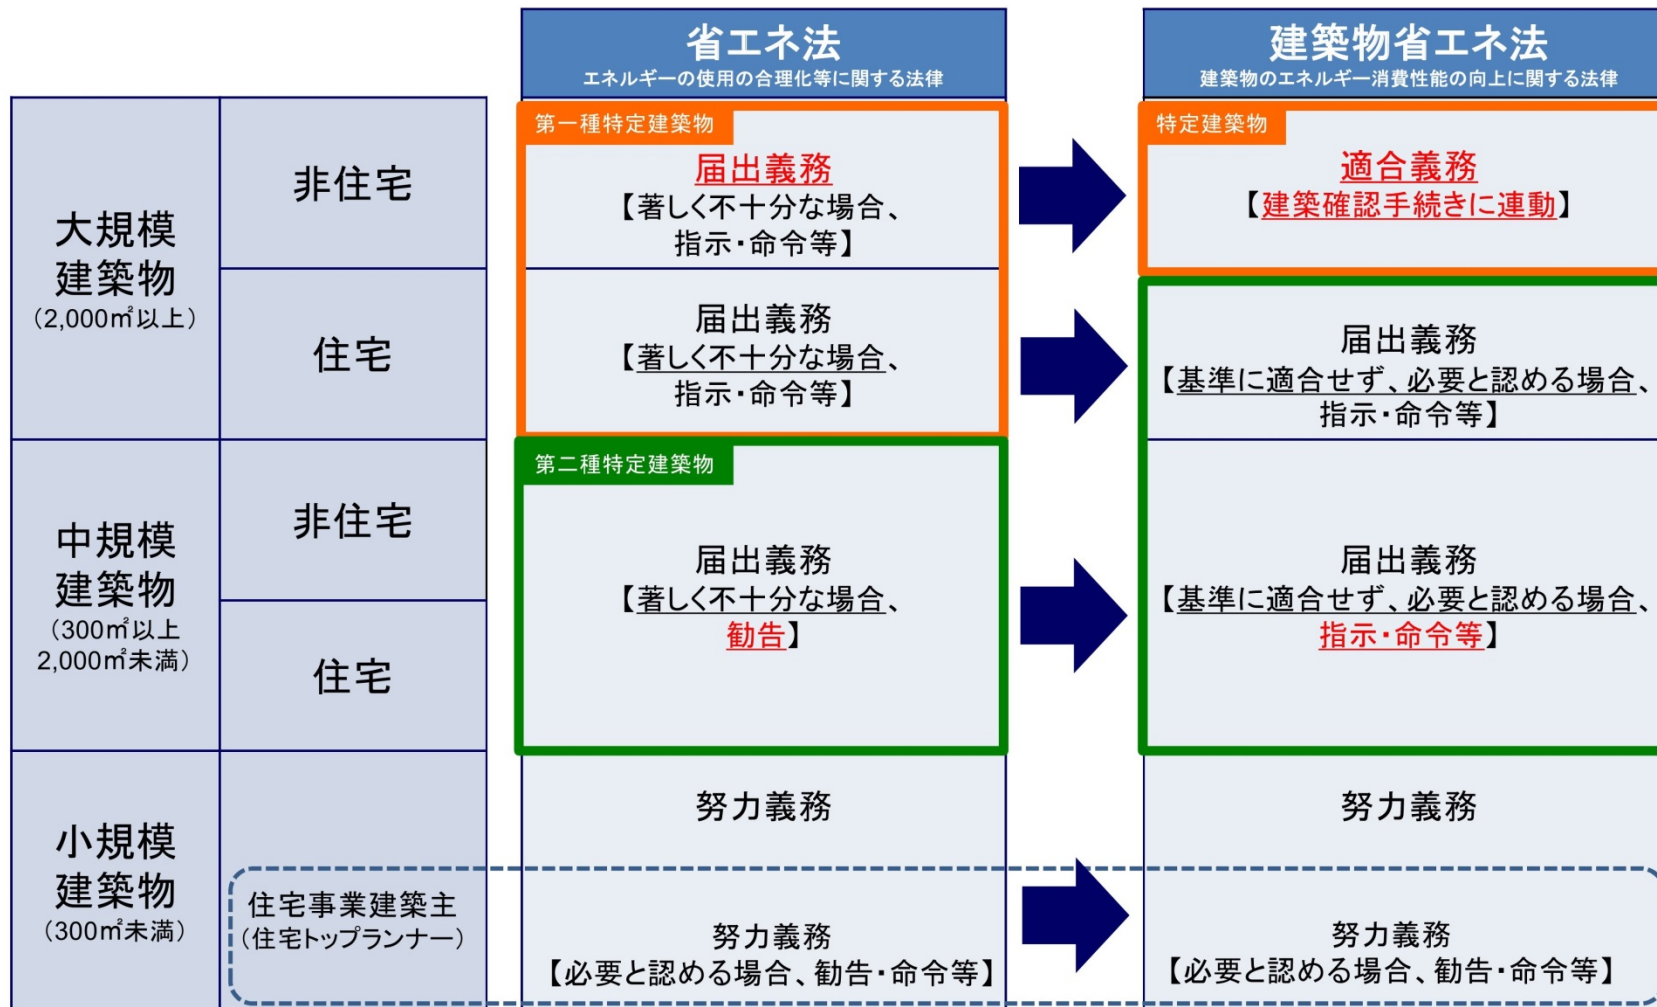 省エネ法
エネルギーの使用の合理化等に関する法律
建築物省エネ法
建築物のエネルギー消費性能の向上に関する法律
大規模
建築物
（2,000㎡以上）
非住宅
第一種特定建築物
届出義務
【著しく不十分な場合、
指示・命令等】
特定建築物
適合義務
【建築確認手続きに連動】
住宅
届出義務
【著しく不十分な場合、
指示・命令等】
届出義務
【基準に適合せず、必要と認める場合、
指示・命令等】
中規模
建築物
（300㎡以上
2,000㎡未満）
非住宅
住宅
第二種特定建築物
届出義務
【著しく不十分な場合、
勧告】
届出義務
【基準に適合せず、必要と認める場合、
指示・命令等】
小規模
建築物
（300㎡未満）
努力義務
努力義務
住宅事業建築主
（住宅トップランナー）
努力義務
【必要と認める場合、勧告・命令等】
努力義務
【必要と認める場合、勧告・命令等】